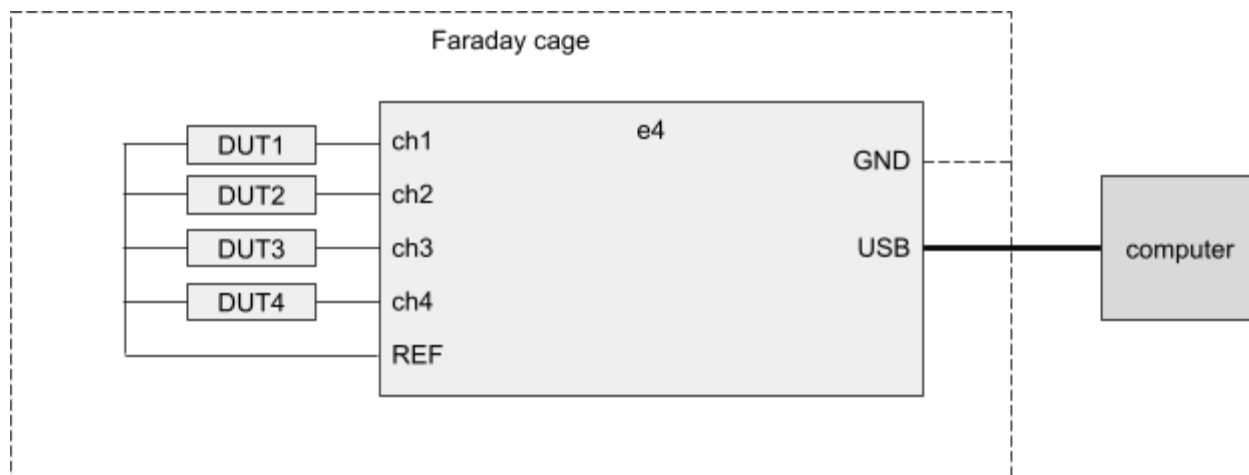 Faraday cage
e4
DUT1
ch1
GND
DUT2
ch2
DUT3
ch3
USB
computer
DUT4
ch4
REF